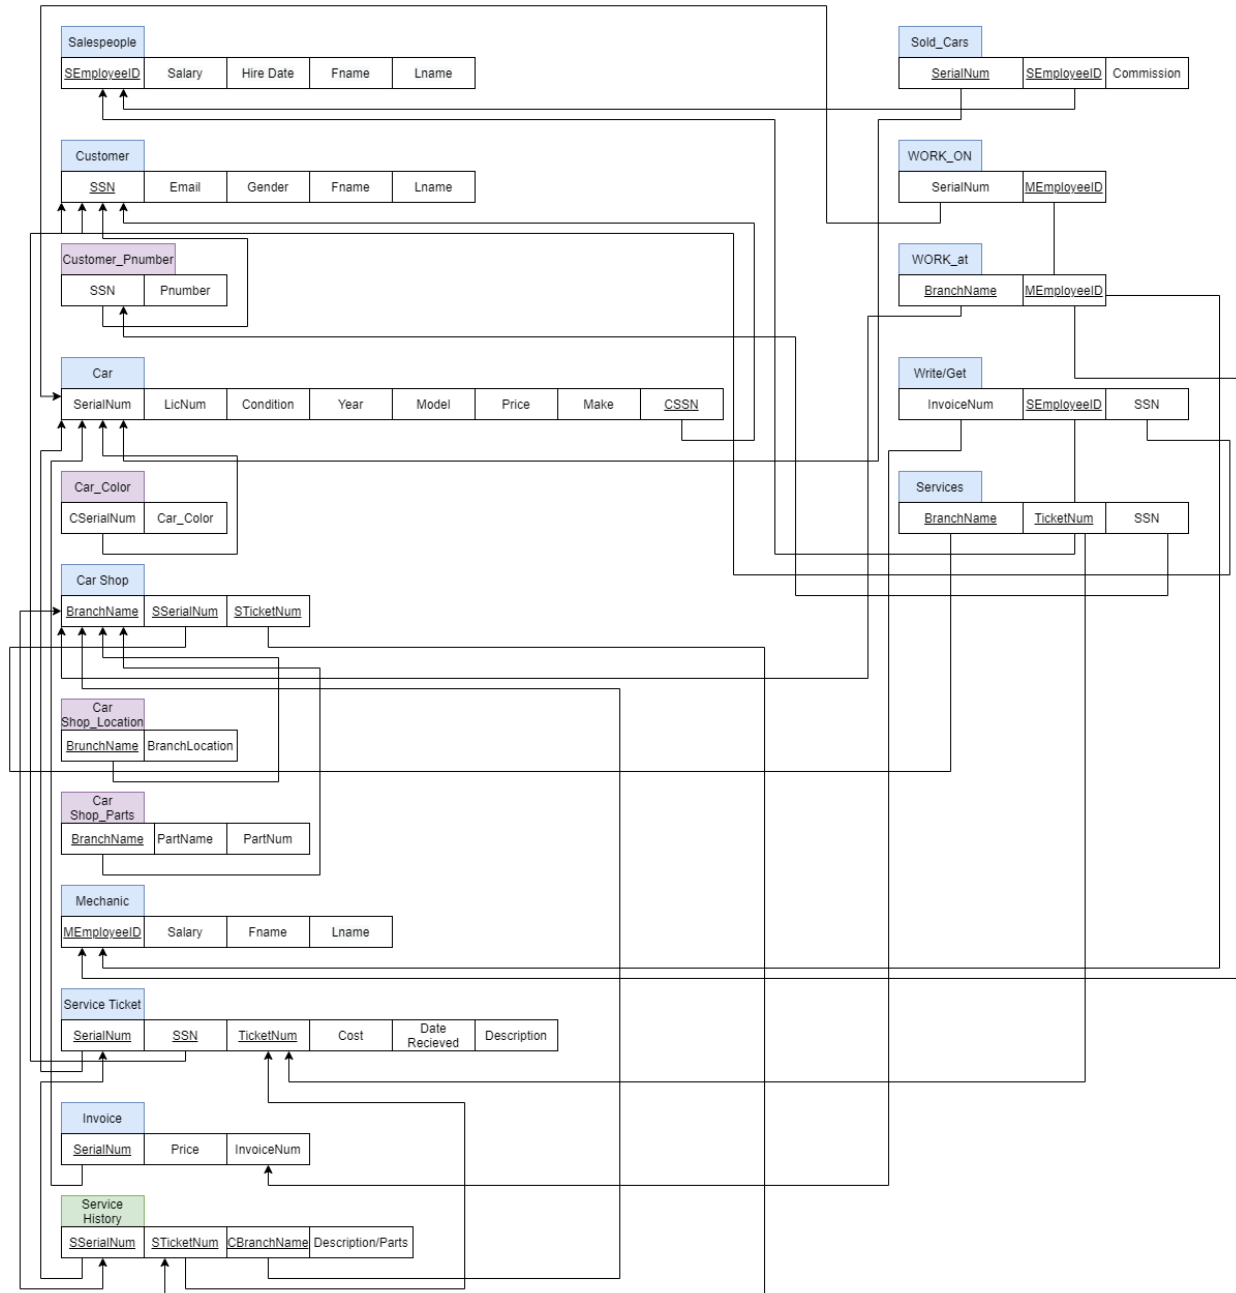 Salespeople
SEmployeeID Salary Hire Date Fname Lname
Customer
SSN Email Gender Fname Lname
Customer_Pnumber
SSN Pnumber
Car
SerialNum LicNum Condition Year Model Price Make CSSN
Car_Color
CSerialNum Car_Color
Car Shop
BranchName SSerialNum STicketNum
Car
Shop_Location
BrunchName BranchLocation
Car
Shop_Parts
BranchName PartName PartNum
Mechanic
MEmployeeID Salary Fname Lname
Service Ticket
SerialNum SSN TicketNum Cost Date Recieved Description
Invoice
SerialNum Price InvoiceNum
Service
History
SSerialNum STicketNum CBranchName Description/Parts
Sold_Cars
SerialNum SEmployeeID Commission
WORK_ON
SerialNum MEmployeeID
WORK_at
BranchName MEmployeeID
Write/Get
InvoiceNum SEmployeeID SSN
Services
BranchName TicketNum SSN